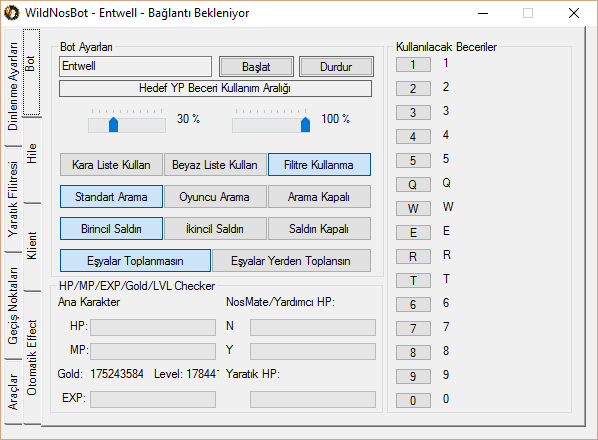 WildNosBot - Entwell - Bağlantı Bekleniyor
Dinlenme Ayarları
Yaratık Filitresi
Geçiş Noktaları
Araçlar
Bot
Hile
Klient
Otomatik Effect
Bot Ayarları
Entwell
Başlat
Durdur
Hedef YP Beceri Kullanım Aralığı
30 %
100 %
Kara Liste Kullan
Beyaz Liste Kullan
Filitre Kullanma
Standart Arama
Oyuncu Arama
Arama Kapalı
Birincil Saldırı
İkincil Saldırı
Saldırı Kapalı
Eşyalar Toplanmasın
Eşyalar Yerden Toplansın
HP/MP/EXP/Gold/LVL Checker
Ana Karakter
NosMate/Yardımcı HP:
HP:
N
MP:
Y
Gold: 175243584
Level: 17844
Yaratık HP:
EXP:
Kullanılacak Beceriler
1 1
2 2
3 3
4 4
5 5
Q Q
W W
E E
R R
T T
6 6
7 7
8 8
9 9
0 0